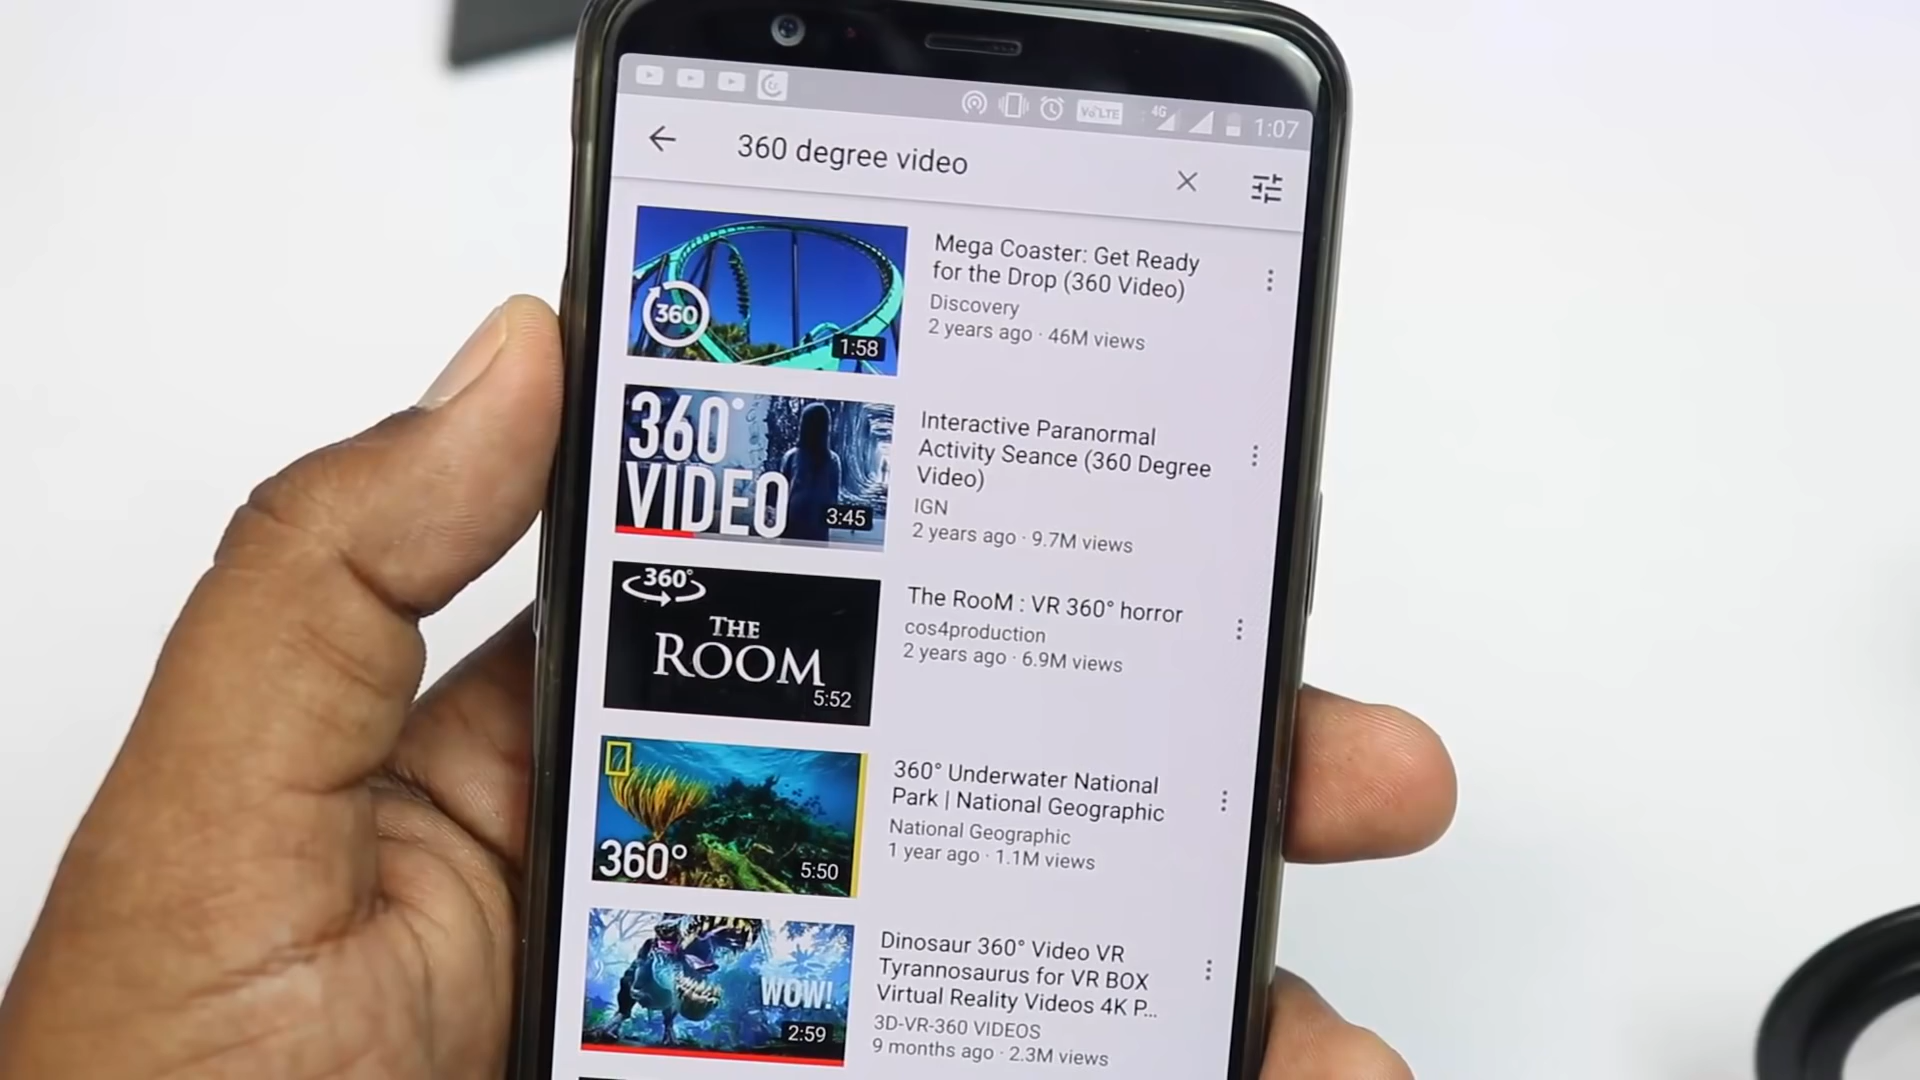 VoLTE 4G 1:07
360 degree video
360
1:58
Mega Coaster: Get Ready
for the Drop (360 Video)
Discovery
2 years ago · 46M views
360°
VIDEO
3:45
Interactive Paranormal
Activity Seance (360 Degree
Video)
IGN
2 years ago · 9.7M views
360°
THE
ROOM
5:52
The RooM : VR 360° horror
cos4production
2 years ago · 6.9M views
360°
5:50
360° Underwater National
Park | National Geographic
National Geographic
1 year ago · 1.1M views
WOW!
2:59
Dinosaur 360° Video VR
Tyrannosaurus for VR BOX
Virtual Reality Videos 4K P...
3D-VR-360 VIDEOS
9 months ago · 2.3M views